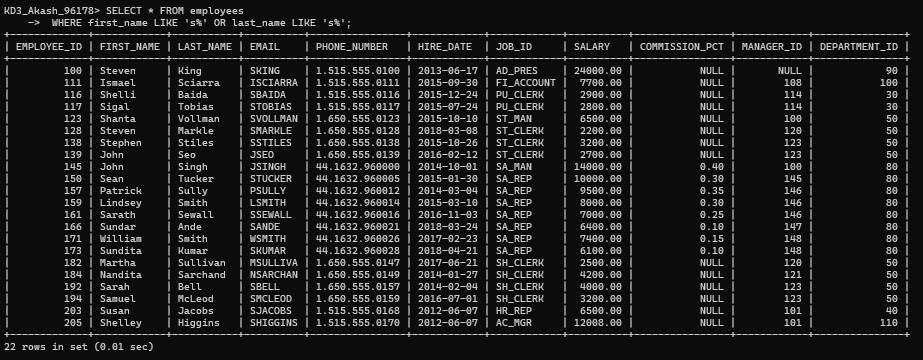 KD3_Akash_96178> SELECT * FROM employees
    ->  WHERE first_name LIKE 's%' OR last_name LIKE 's%';
| EMPLOYEE_ID | FIRST_NAME | LAST_NAME | EMAIL | PHONE_NUMBER | HIRE_DATE | JOB_ID | SALARY | COMMISSION_PCT | MANAGER_ID | DEPARTMENT_ID |
| 100 | Steven | King | SKING | 1.515.555.0100 | 2013-06-17 | AD_PRES | 24000.00 | NULL | NULL | 90 |
| 111 | Ismael | Sciarra | ISCIARRA | 1.515.555.0111 | 2015-09-30 | FI_ACCOUNT | 7700.00 | NULL | 108 | 100 |
| 116 | Shelli | Baida | SBAIDA | 1.515.555.0116 | 2015-12-24 | PU_CLERK | 2900.00 | NULL | 114 | 30 |
| 117 | Sigal | Tobias | STOBIAS | 1.515.555.0117 | 2015-07-24 | PU_CLERK | 2800.00 | NULL | 114 | 30 |
| 123 | Shanta | Vollman | SVOLLMAN | 1.650.555.0123 | 2015-10-10 | ST_MAN | 6500.00 | NULL | 100 | 50 |
| 128 | Steven | Markle | SMARKLE | 1.650.555.0128 | 2018-03-08 | ST_CLERK | 2200.00 | NULL | 120 | 50 |
| 138 | Stephen | Stiles | SSTILES | 1.650.555.0138 | 2015-10-26 | ST_CLERK | 3200.00 | NULL | 123 | 50 |
| 139 | John | Seo | JSEO | 1.650.555.0139 | 2016-02-12 | ST_CLERK | 2700.00 | NULL | 123 | 50 |
| 145 | John | Singh | JSINGH | 44.1632.960000 | 2014-10-01 | SA_MAN | 14000.00 | 0.40 | 100 | 80 |
| 150 | Sean | Tucker | STUCKER | 44.1632.960005 | 2015-01-30 | SA_REP | 10000.00 | 0.30 | 145 | 80 |
| 157 | Patrick | Sully | PSULLY | 44.1632.960012 | 2014-03-04 | SA_REP | 9500.00 | 0.35 | 146 | 80 |
| 159 | Lindsey | Smith | LSMITH | 44.1632.960014 | 2015-03-10 | SA_REP | 8000.00 | 0.30 | 146 | 80 |
| 161 | Sarath | Sewall | SSEWALL | 44.1632.960016 | 2016-11-03 | SA_REP | 7000.00 | 0.25 | 146 | 80 |
| 166 | Sundar | Ande | SANDE | 44.1632.960021 | 2018-03-24 | SA_REP | 6400.00 | 0.10 | 147 | 80 |
| 171 | William | Smith | WSMITH | 44.1632.960026 | 2017-02-23 | SA_REP | 7400.00 | 0.15 | 148 | 80 |
| 173 | Sundita | Kumar | SKUMAR | 44.1632.960028 | 2018-04-21 | SA_REP | 6100.00 | 0.10 | 148 | 80 |
| 182 | Martha | Sullivan | MSULLIVA | 1.650.555.0147 | 2017-06-21 | SH_CLERK | 2500.00 | NULL | 120 | 50 |
| 184 | Nandita | Sarchand | NSARCHAN | 1.650.555.0149 | 2014-01-27 | SH_CLERK | 4200.00 | NULL | 121 | 50 |
| 192 | Sarah | Bell | SBELL | 1.650.555.0157 | 2014-02-04 | SH_CLERK | 4000.00 | NULL | 123 | 50 |
| 194 | Samuel | McLeod | SMCLEOD | 1.650.555.0159 | 2016-07-01 | SH_CLERK | 3200.00 | NULL | 123 | 50 |
| 203 | Susan | Jacobs | SJACOBS | 1.515.555.0168 | 2012-06-07 | HR_REP | 6500.00 | NULL | 101 | 40 |
| 205 | Shelley | Higgins | SHIGGINS | 1.515.555.0170 | 2012-06-07 | AC_MGR | 12008.00 | NULL | 101 | 110 |
22 rows in set (0.01 sec)